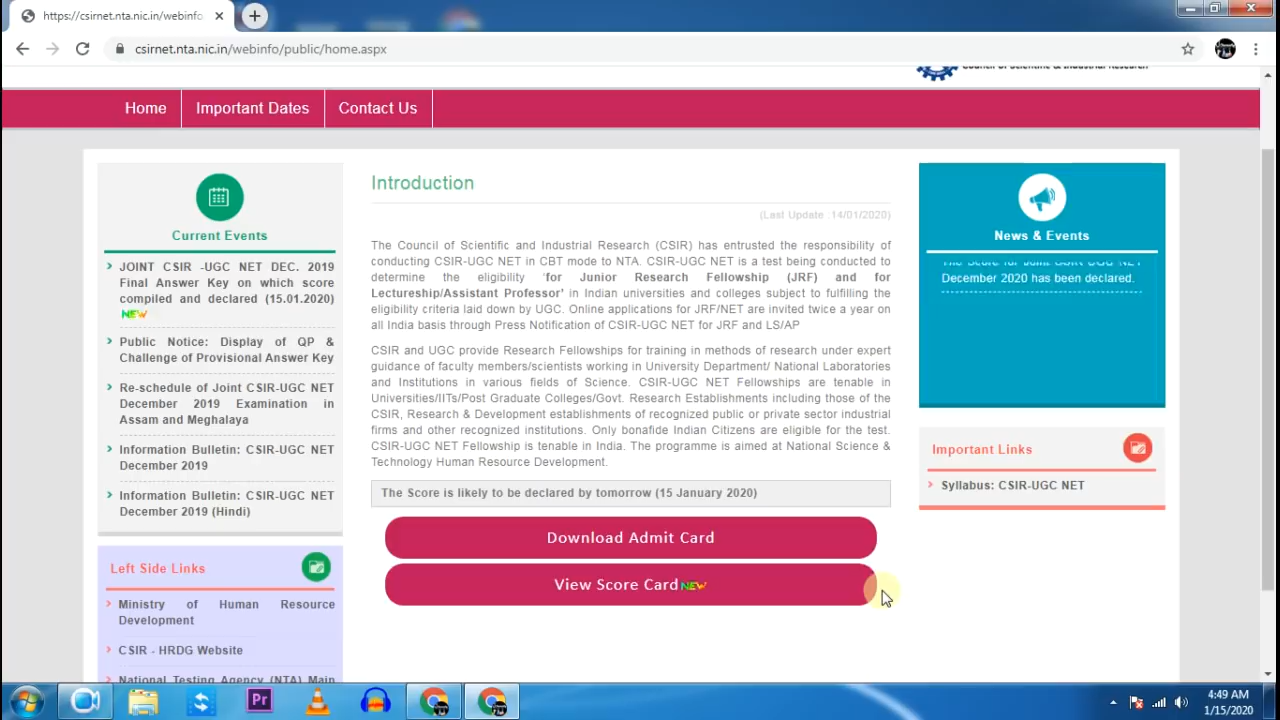 https://csirnet.nta.nic.in/webinfo
csirnet.nta.nic.in/webinfo/public/home.aspx
Council of Scientific & Industrial Research
Home
Important Dates
Contact Us
Current Events
JOINT CSIR -UGC NET DEC. 2019
Final Answer Key on which score
compiled and declared (15.01.2020)
NEW
Public Notice: Display of QP &
Challenge of Provisional Answer Key
Re-schedule of Joint CSIR-UGC NET
December 2019 Examination in
Assam and Meghalaya
Information Bulletin: CSIR-UGC NET
December 2019
Information Bulletin: CSIR-UGC NET
December 2019 (Hindi)
Left Side Links
Ministry of Human Resource
Development
CSIR - HRDG Website
National Testing Agency (NTA) Main
Introduction
(Last Update :14/01/2020)
The Council of Scientific and Industrial Research (CSIR) has entrusted the responsibility of
conducting CSIR-UGC NET in CBT mode to NTA. CSIR-UGC NET is a test being conducted to
determine the eligibility 'for Junior Research Fellowship (JRF) and for
Lectureship/Assistant Professor' in Indian universities and colleges subject to fulfilling the
eligibility criteria laid down by UGC. Online applications for JRF/NET are invited twice a year on
all India basis through Press Notification of CSIR-UGC NET for JRF and LS/AP
CSIR and UGC provide Research Fellowships for training in methods of research under expert
guidance of faculty members/scientists working in University Department/ National Laboratories
and Institutions in various fields of Science. CSIR-UGC NET Fellowships are tenable in
Universities/IITs/Post Graduate Colleges/Govt. Research Establishments including those of the
CSIR, Research & Development establishments of recognized public or private sector industrial
firms and other recognized institutions. Only bonafide Indian Citizens are eligible for the test.
CSIR-UGC NET Fellowship is tenable in India. The programme is aimed at National Science &
Technology Human Resource Development.
The Score is likely to be declared by tomorrow (15 January 2020)
Download Admit Card
View Score Card NEW
News & Events
The Score for Joint CSIR UGC NET
December 2020 has been declared.
Important Links
Syllabus: CSIR-UGC NET
Pr
4:49 AM
1/15/2020